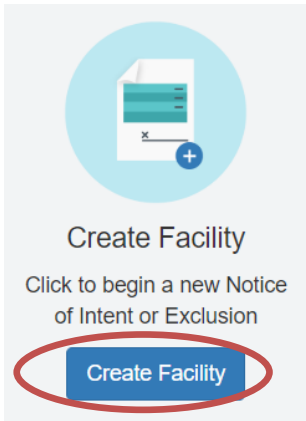 Create Facility
Click to begin a new Notice
of Intent or Exclusion
Create Facility